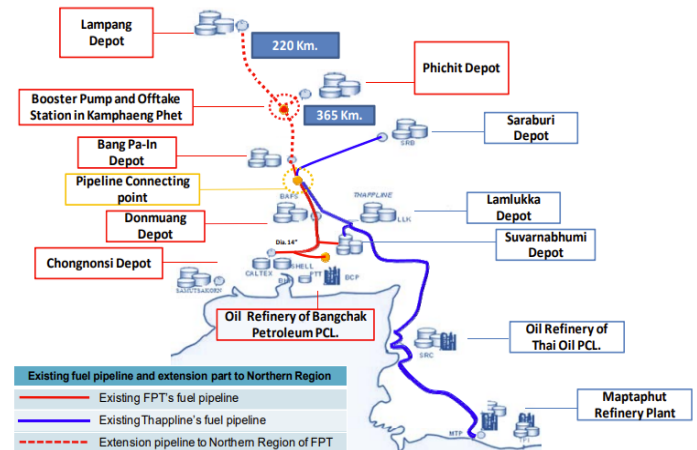 Lampang
Depot
220 Km.
Phichit Depot
Booster Pump and Offtake
Station in Kamphaeng Phet
365 Km.
Saraburi
Depot
SRB
Bang Pa-In
Depot
Pipeline Connecting
point
BAFS
THAPPLINE
LLK
Lamlukka
Depot
Donmuang
Depot
Suvarnabhumi
Depot
Dia. 14"
Chongnonsi Depot
CALTEX
SHELL
PTT
BCP
SAMUTSAKORN
Oil Refinery of Bangchak
Petroleum PCL.
SRC
Oil Refinery of
Thai Oil PCL.
Existing fuel pipeline and extension part to Northern Region
Existing FPT's fuel pipeline
Existing Thappline's fuel pipeline
Extension pipeline to Northern Region of FPT
Maptaphut
Refinery Plant
MTP
TPI